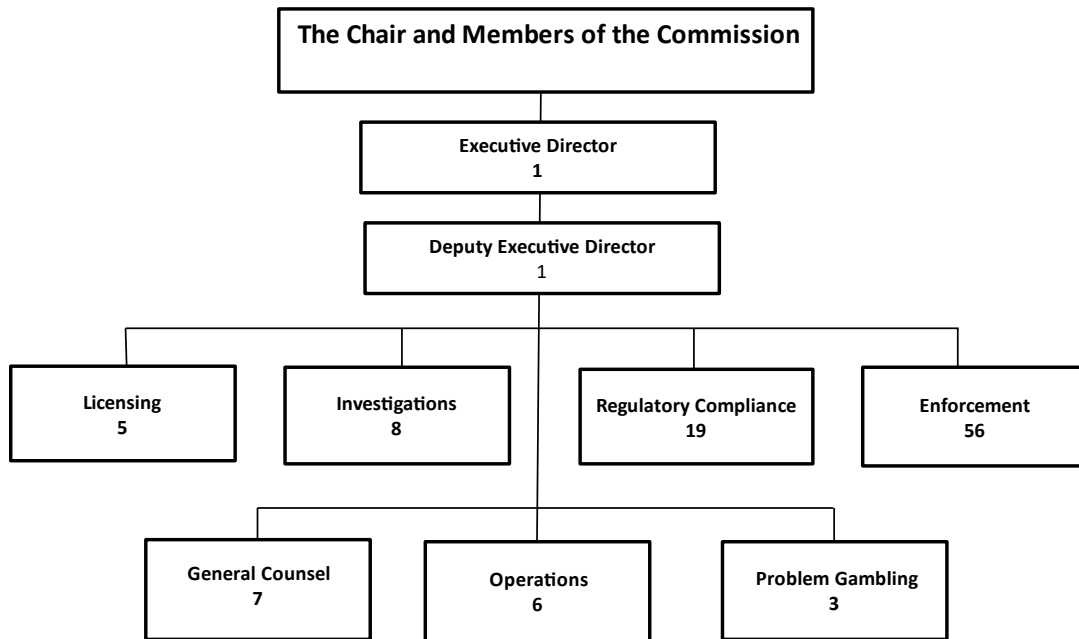 The Chair and Members of the Commission
Executive Director
1
Deputy Executive Director
1
Licensing
5
Investigations
8
Regulatory Compliance
19
Enforcement
56
General Counsel
7
Operations
6
Problem Gambling
3